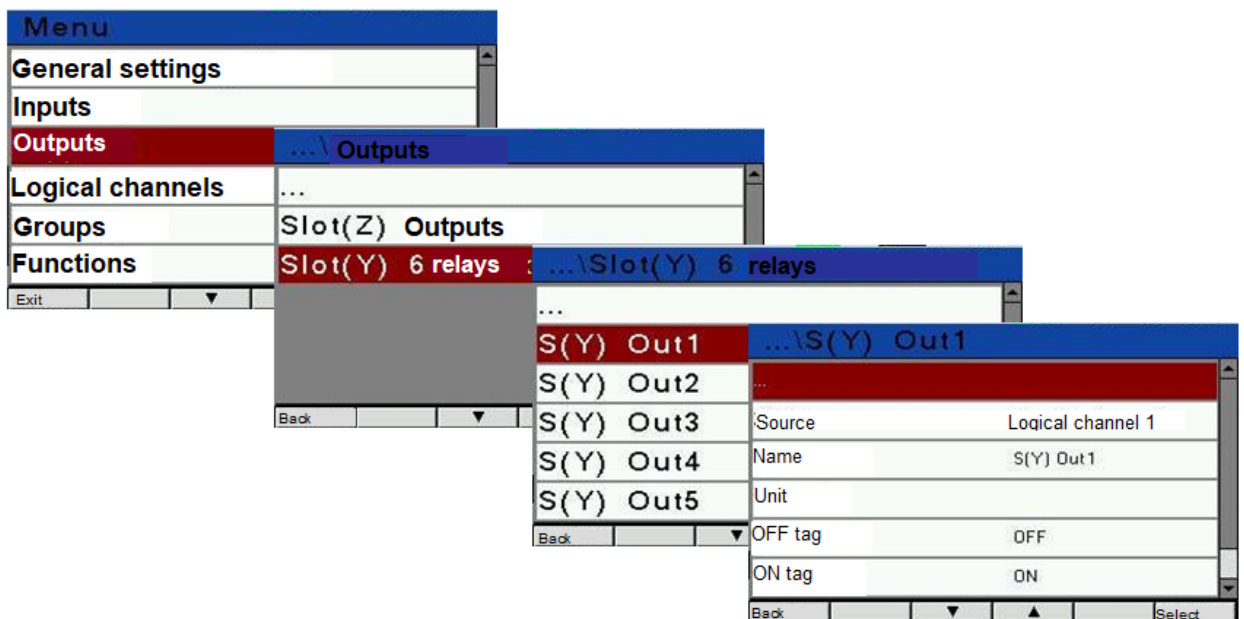 Menu
General settings
Inputs
Outputs
Logical channels
Groups
Functions
Exit ▼
...\ Outputs
...
Slot(Z) Outputs
Slot(Y) 6 relays
Back ▼
...\Slot(Y) 6 relays
...
S(Y) Out1
S(Y) Out2
S(Y) Out3
S(Y) Out4
S(Y) Out5
Back ▼
...\S(Y) Out1
...
Source Logical channel 1
Name S(Y) Out1
Unit
OFF tag OFF
ON tag ON
Back ▼ ▲ Select